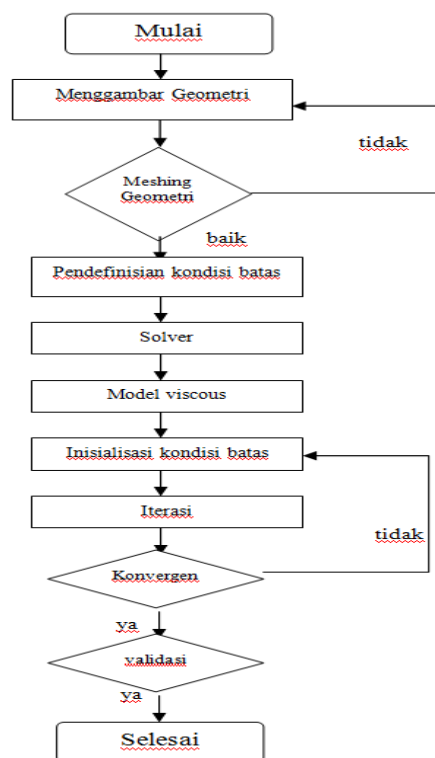 Mulai
Menggambar Geometri
tidak
Meshing
Geometri
baik
Pendefinisian kondisi batas
Solver
Model viscous
Inisialisasi kondisi batas
Iterasi
tidak
Konvergen
ya
validasi
ya
Selesai